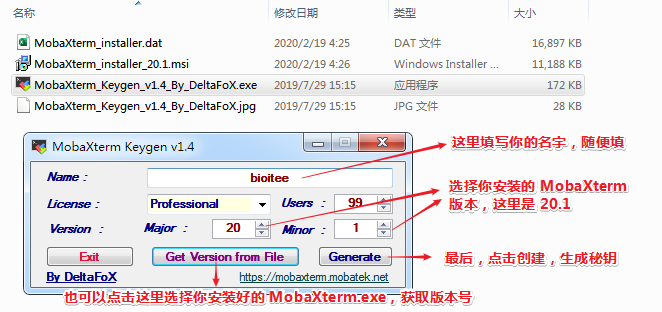 名称 修改日期 类型 大小
MobaXterm_installer.dat 2020/2/19 4:25 DAT 文件 16,897 KB
MobaXterm_installer_20.1.msi 2020/2/19 4:26 Windows Installer ... 11,188 KB
MobaXterm_Keygen_v1.4_By_DeltaFoX.exe 2019/7/29 15:15 应用程序 172 KB
MobaXterm_Keygen_v1.4_By_DeltaFoX.jpg 2019/7/29 15:15 JPG 文件 28 KB
MobaXterm Keygen v1.4
这里填写你的名字，随便填
Name : bioitee
License : Professional Users : 99
选择你安装的 MobaXterm
版本，这里是 20.1
Version : Major : 20 Minor : 1
Exit Get Version from File Generate
最后，点击创建，生成秘钥
By DeltaFoX https://mobaxterm.mobatek.net
也可以点击这里选择你安装好的 MobaXterm.exe，获取版本号